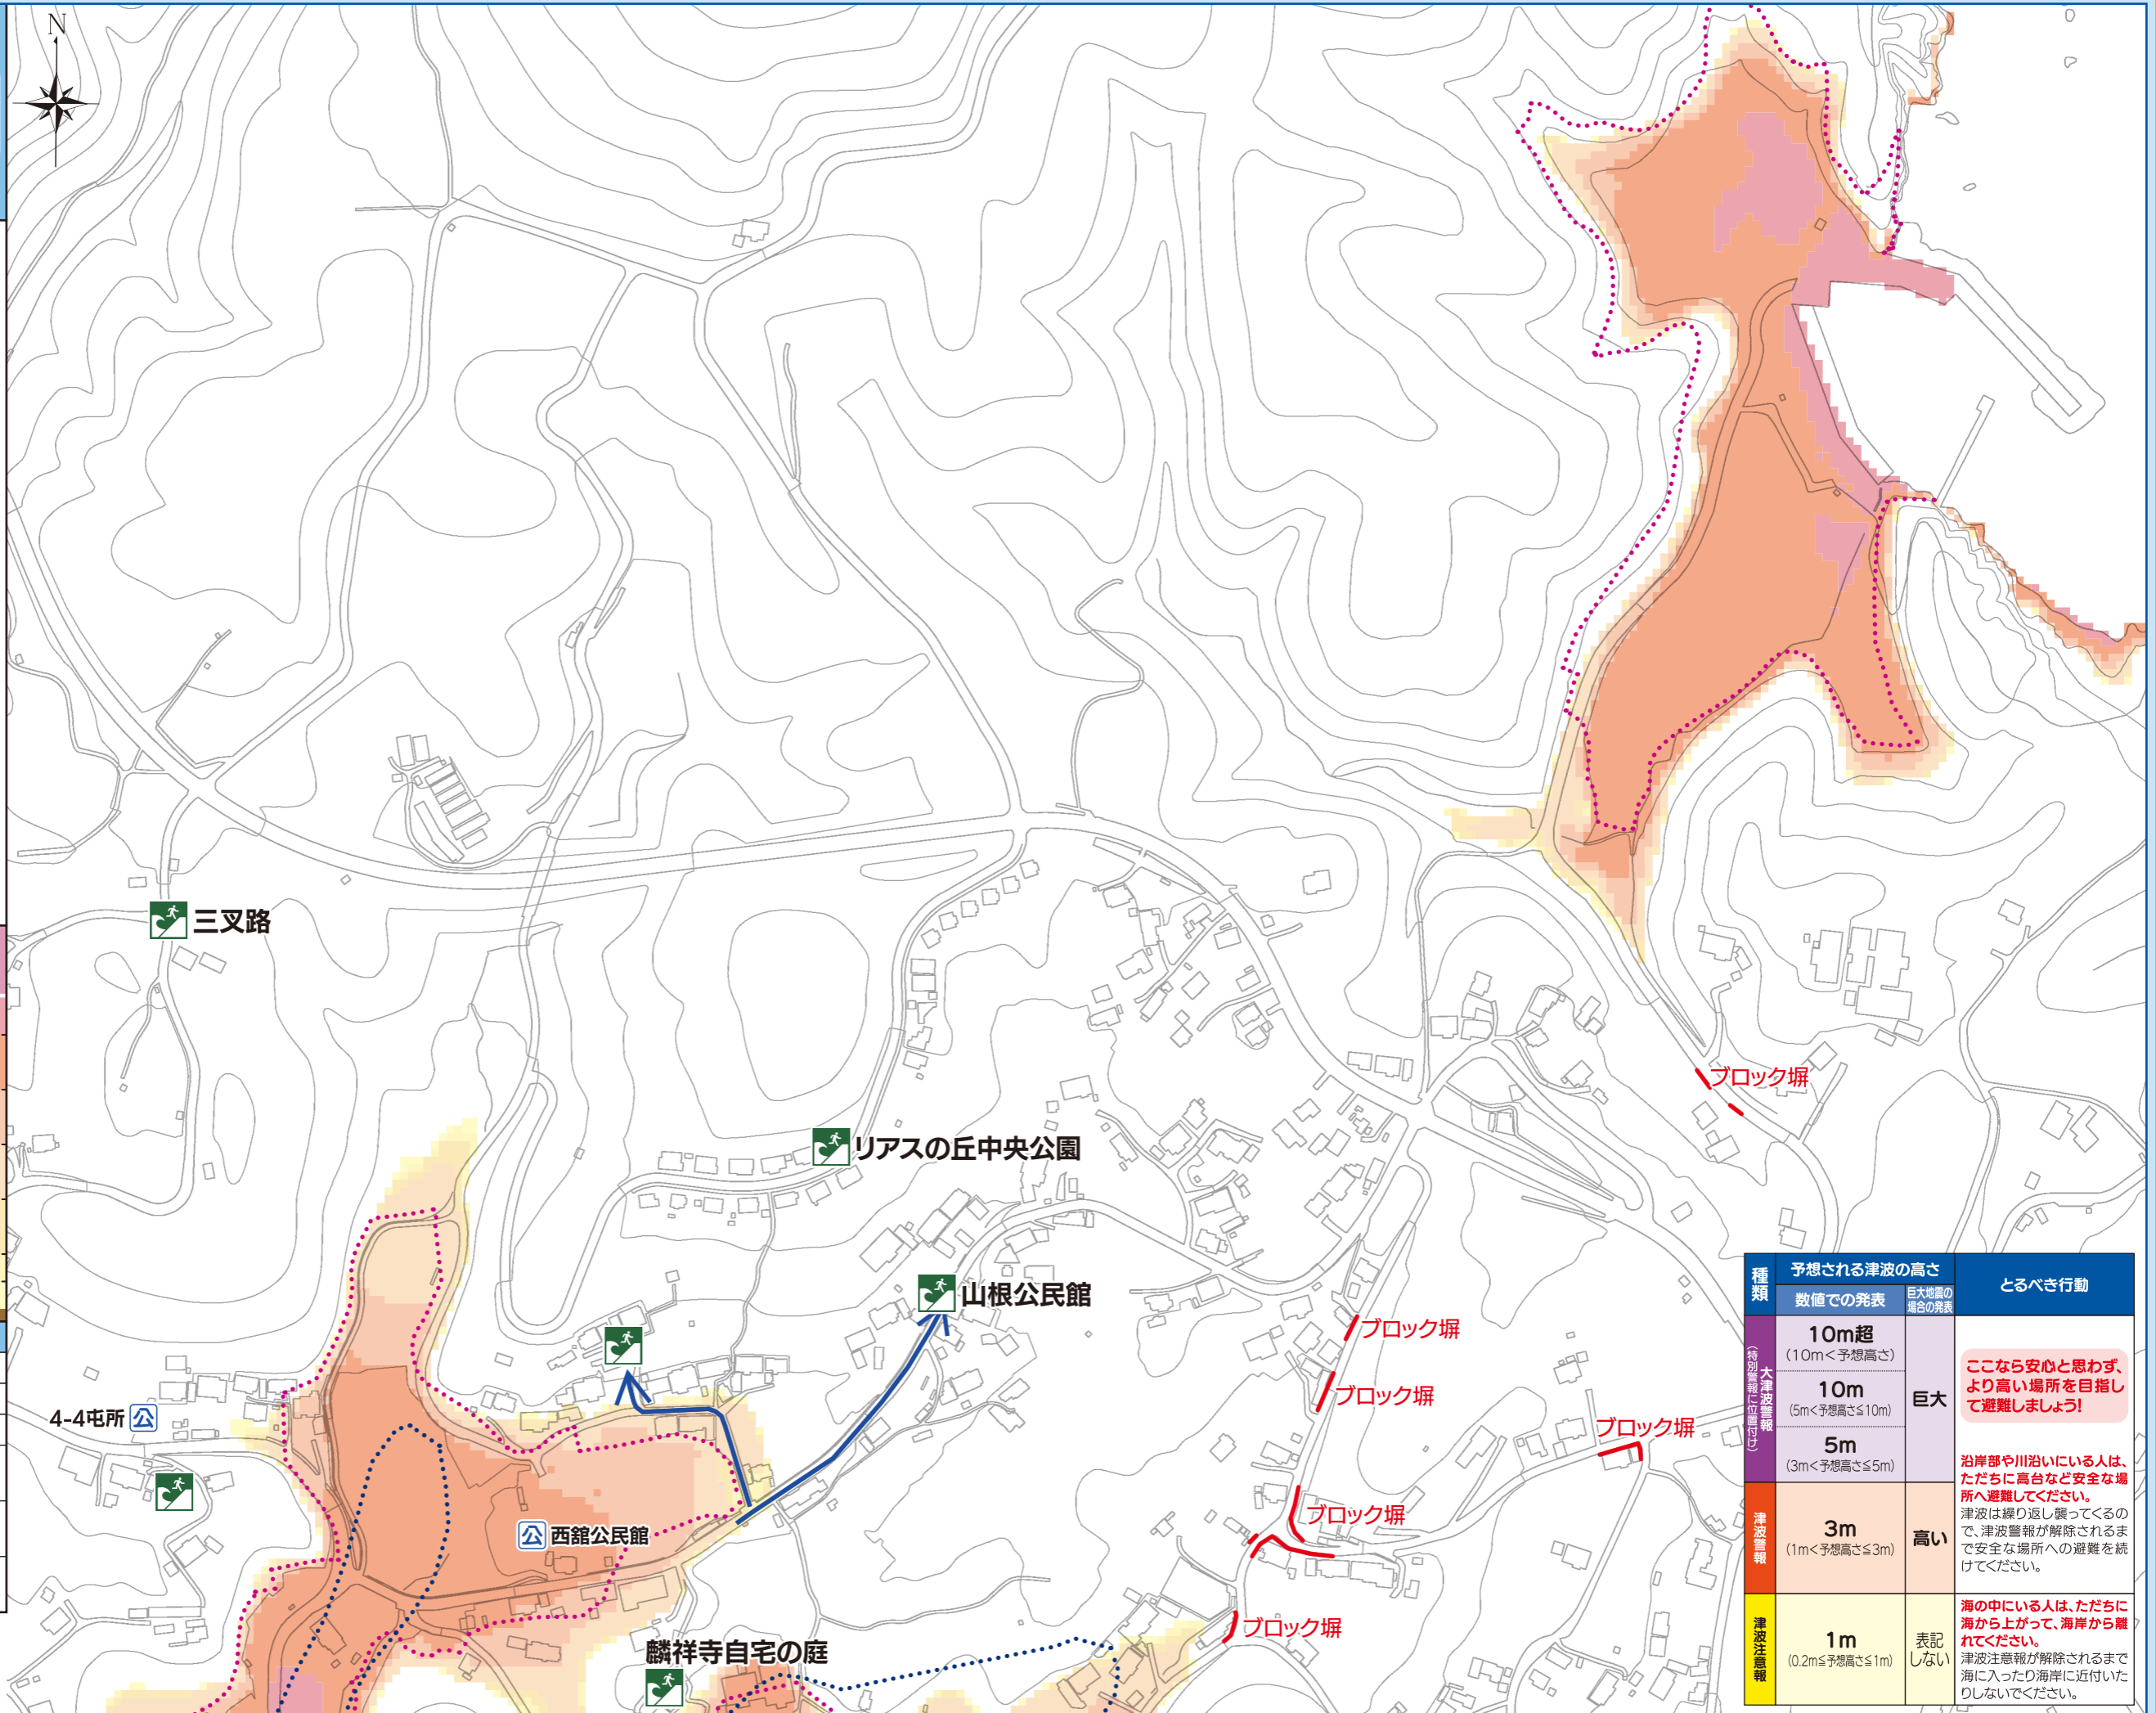 N
三叉路
リアスの丘中央公園
山根公民館
4-4屯所 公
公 西舘公民館
麟祥寺自宅の庭
ブロック塀
ブロック塀
ブロック塀
ブロック塀
ブロック塀
ブロック塀
種類
予想される津波の高さ
数値での発表
巨大地震の
場合の発表
とるべき行動
大津波警報
(特別警報に位置付け)
10m超
(10m<予想高さ)
10m
(5m<予想高さ≦10m)
5m
(3m<予想高さ≦5m)
巨大
ここなら安心と思わず、
より高い場所を目指し
て避難しましょう!
沿岸部や川沿いにいる人は、
ただちに高台など安全な場
所へ避難してください。
津波は繰り返し襲ってくるの
で、津波警報が解除されるま
で安全な場所への避難を続
けてください。
津波警報
3m
(1m<予想高さ≦3m)
高い
津波注意報
1m
(0.2m≦予想高さ≦1m)
表記
しない
海の中にいる人は、ただちに
海から上がって、海岸から離
れてください。
津波注意報が解除されるまで
海に入ったり海岸に近付いた
りしないでください。